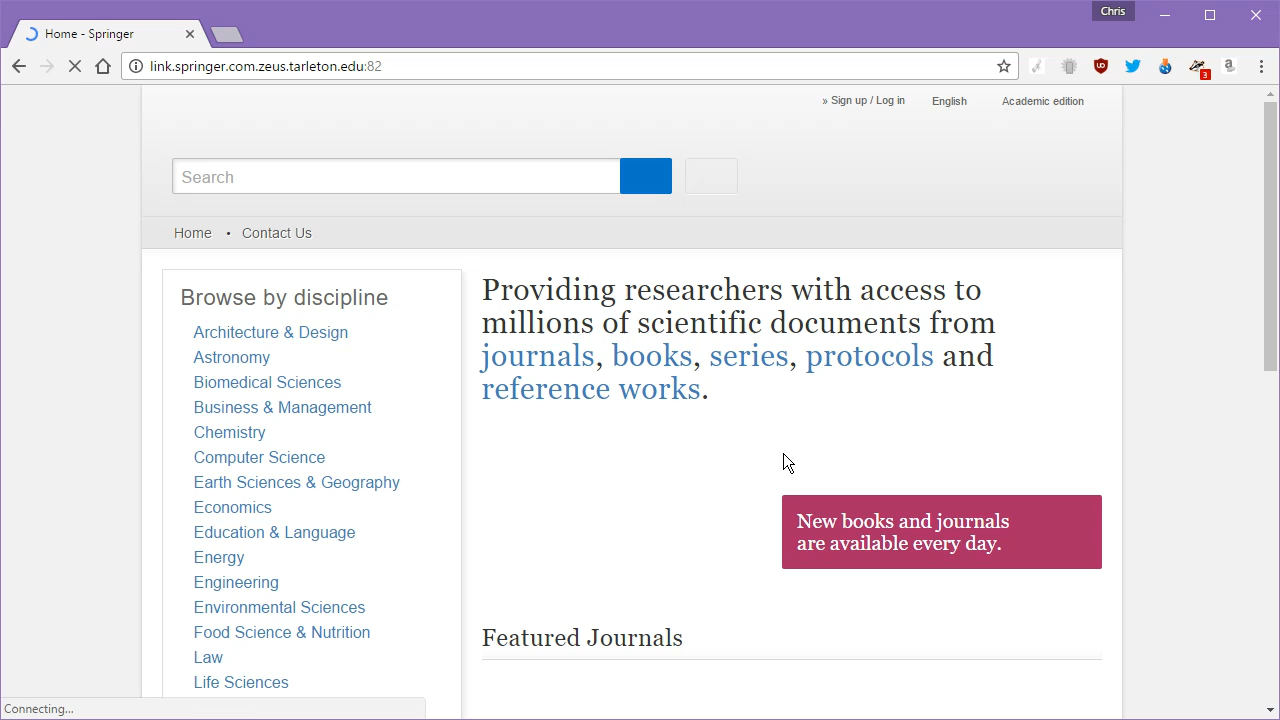 Chris
Home - Springer
link.springer.com.zeus.tarleton.edu:82
3
» Sign up / Log in English Academic edition
Search
Home • Contact Us
Browse by discipline
Architecture & Design
Astronomy
Biomedical Sciences
Business & Management
Chemistry
Computer Science
Earth Sciences & Geography
Economics
Education & Language
Energy
Engineering
Environmental Sciences
Food Science & Nutrition
Law
Life Sciences
Providing researchers with access to
millions of scientific documents from
journals, books, series, protocols and
reference works.
New books and journals
are available every day.
Featured Journals
Connecting...